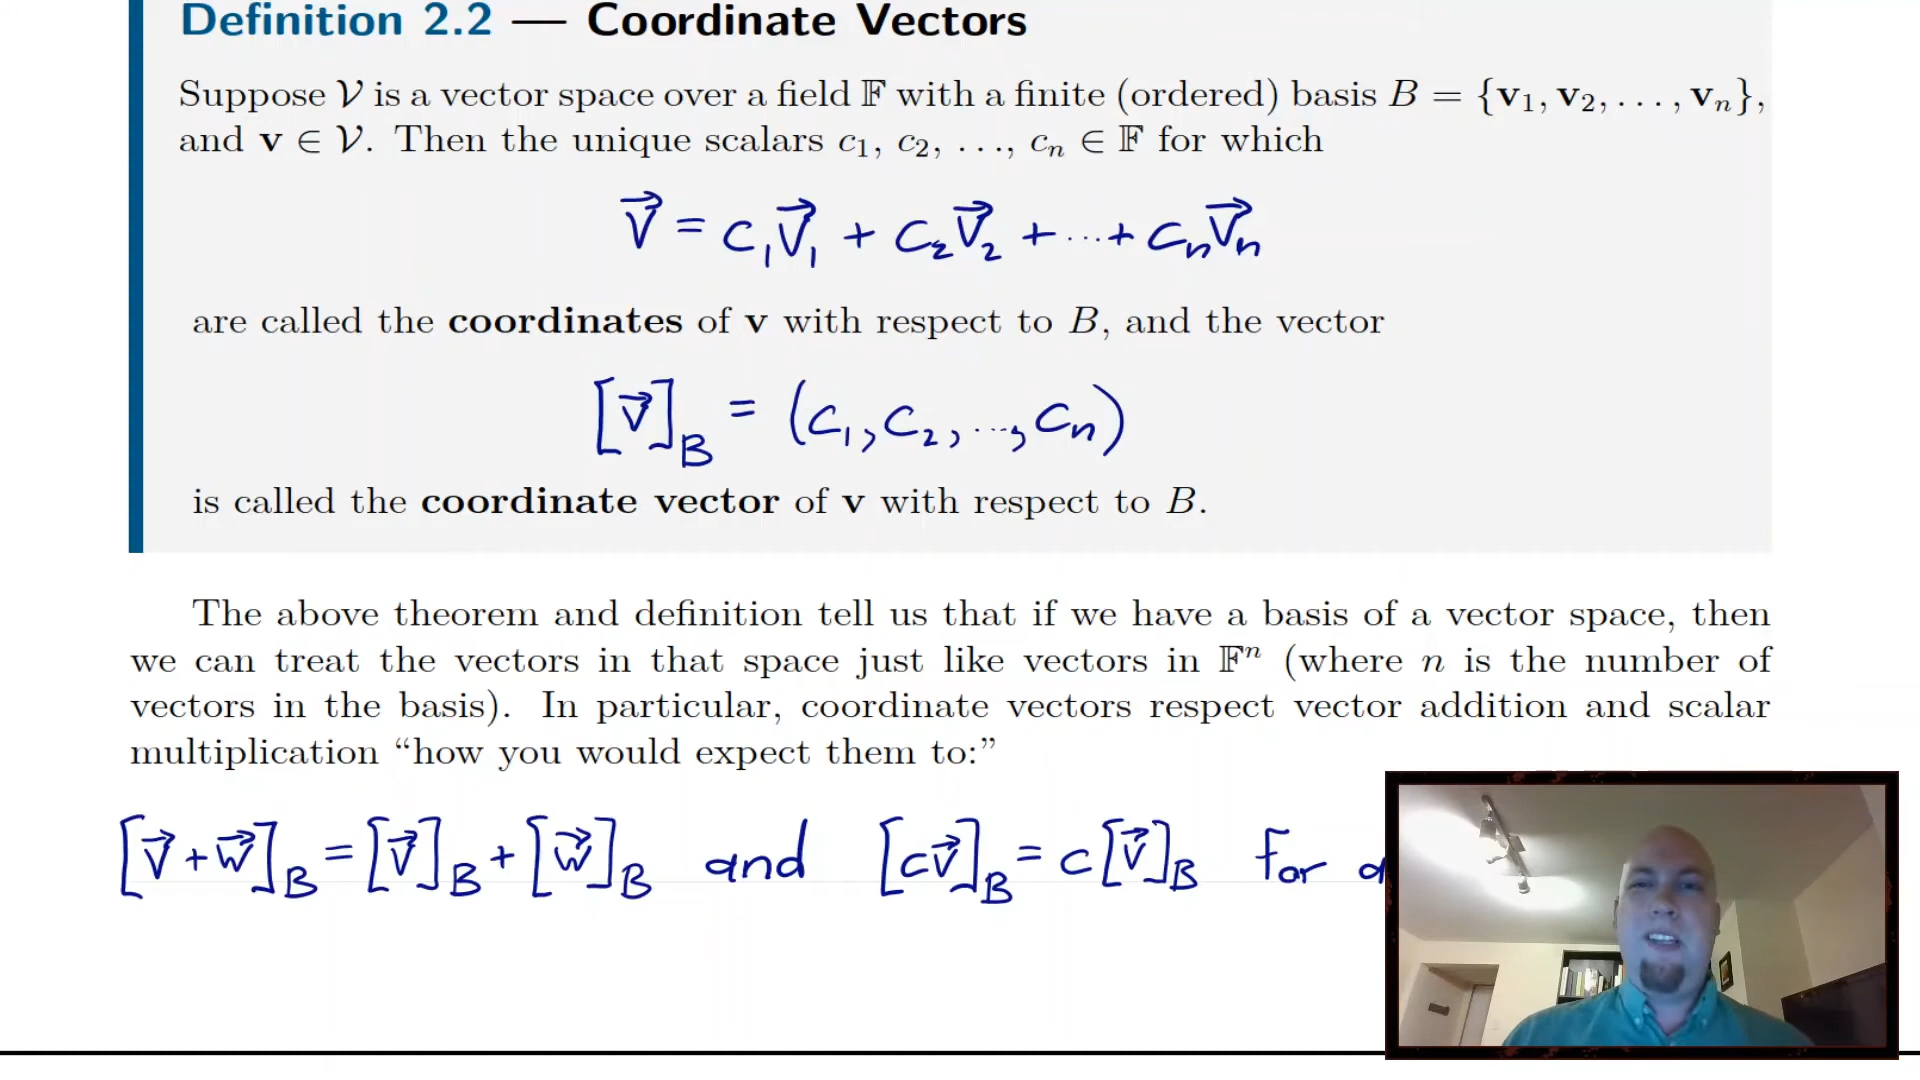 Definition 2.2 — Coordinate Vectors
Suppose 𝒱 is a vector space over a field 𝔽 with a finite (ordered) basis B = {v₁, v₂, . . . , vₙ},
and v ∈ 𝒱. Then the unique scalars c₁, c₂, . . ., cₙ ∈ 𝔽 for which
v⃗ = c₁v⃗₁ + c₂v⃗₂ + ··· + cₙv⃗ₙ
are called the coordinates of v with respect to B, and the vector
[v⃗]_B = (c₁, c₂, ..., cₙ)
is called the coordinate vector of v with respect to B.
The above theorem and definition tell us that if we have a basis of a vector space, then
we can treat the vectors in that space just like vectors in 𝔽ⁿ (where n is the number of
vectors in the basis). In particular, coordinate vectors respect vector addition and scalar
multiplication “how you would expect them to:”
[v⃗ + w⃗]_B = [v⃗]_B + [w⃗]_B and [cv⃗]_B = c[v⃗]_B for